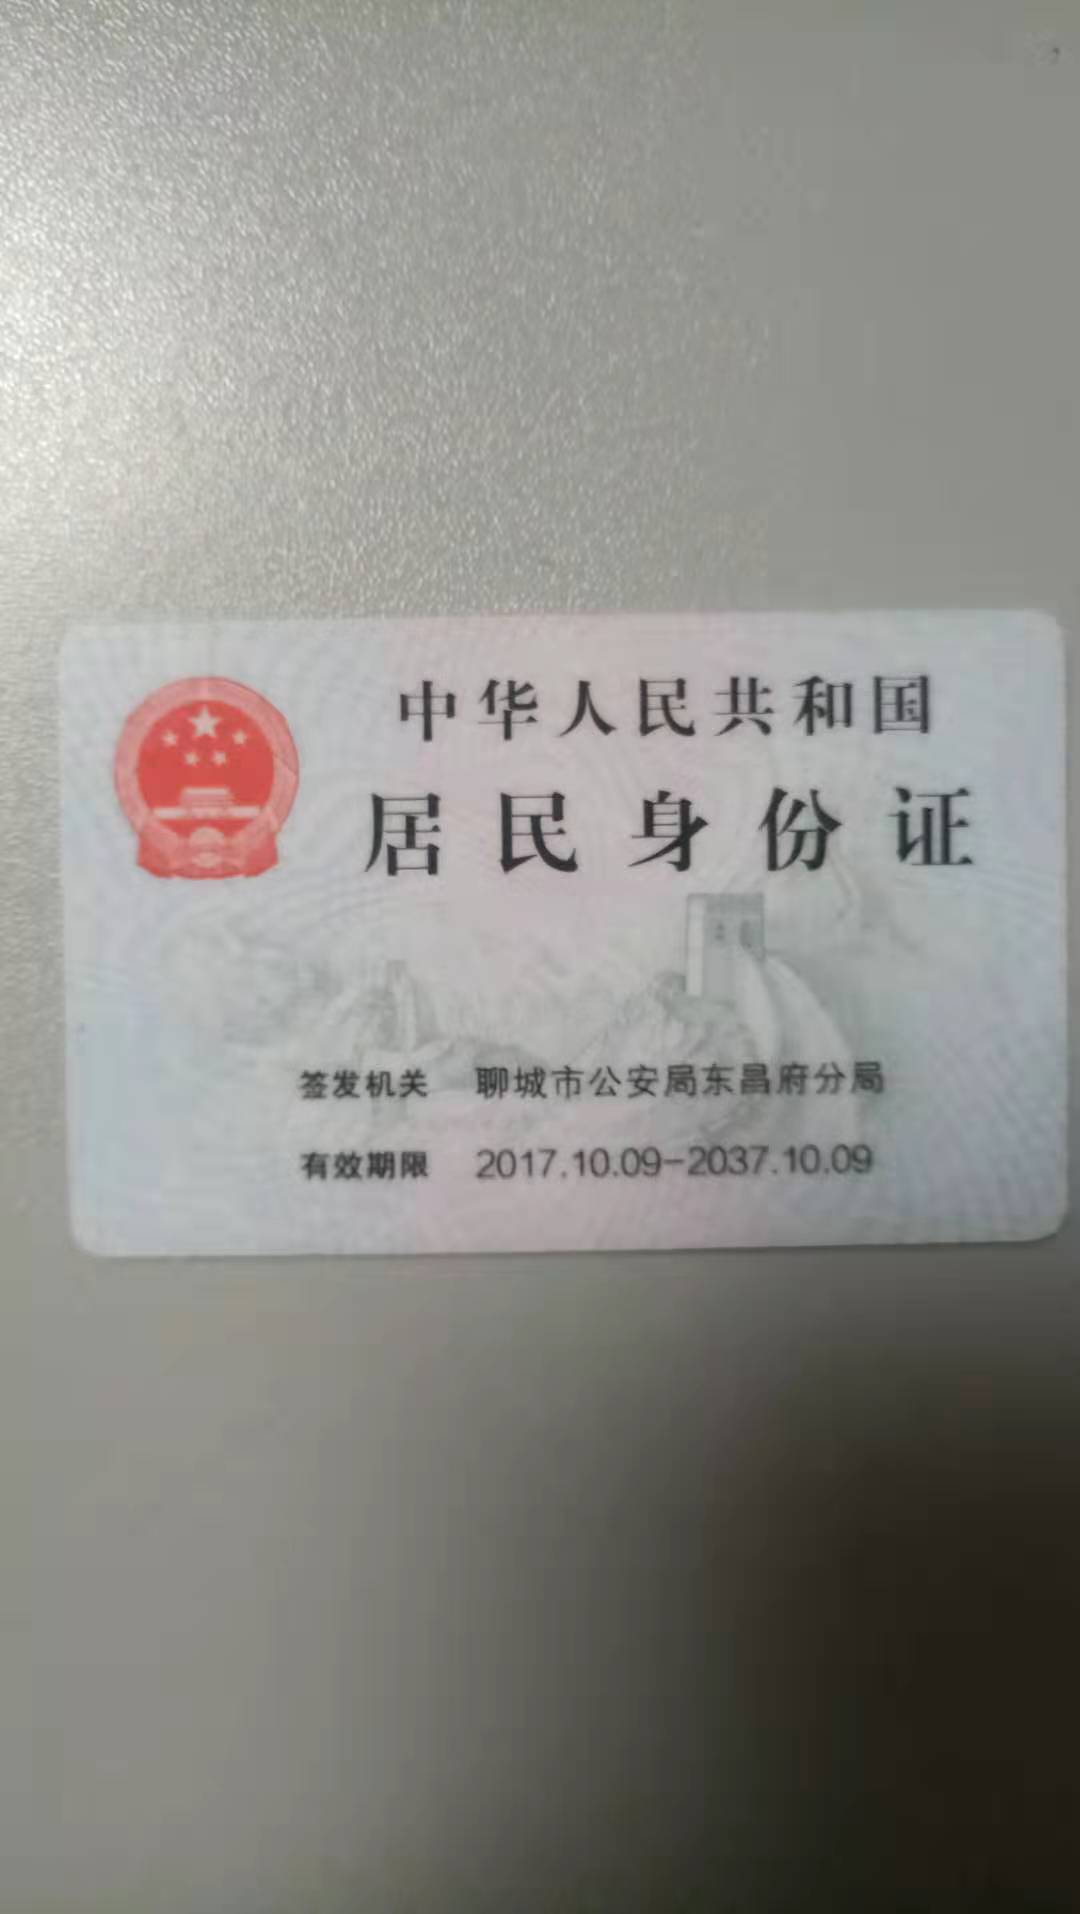 中华人民共和国
居民身份证
签发机关 聊城市公安局东昌府分局
有效期限 2017.10.09-2037.10.09